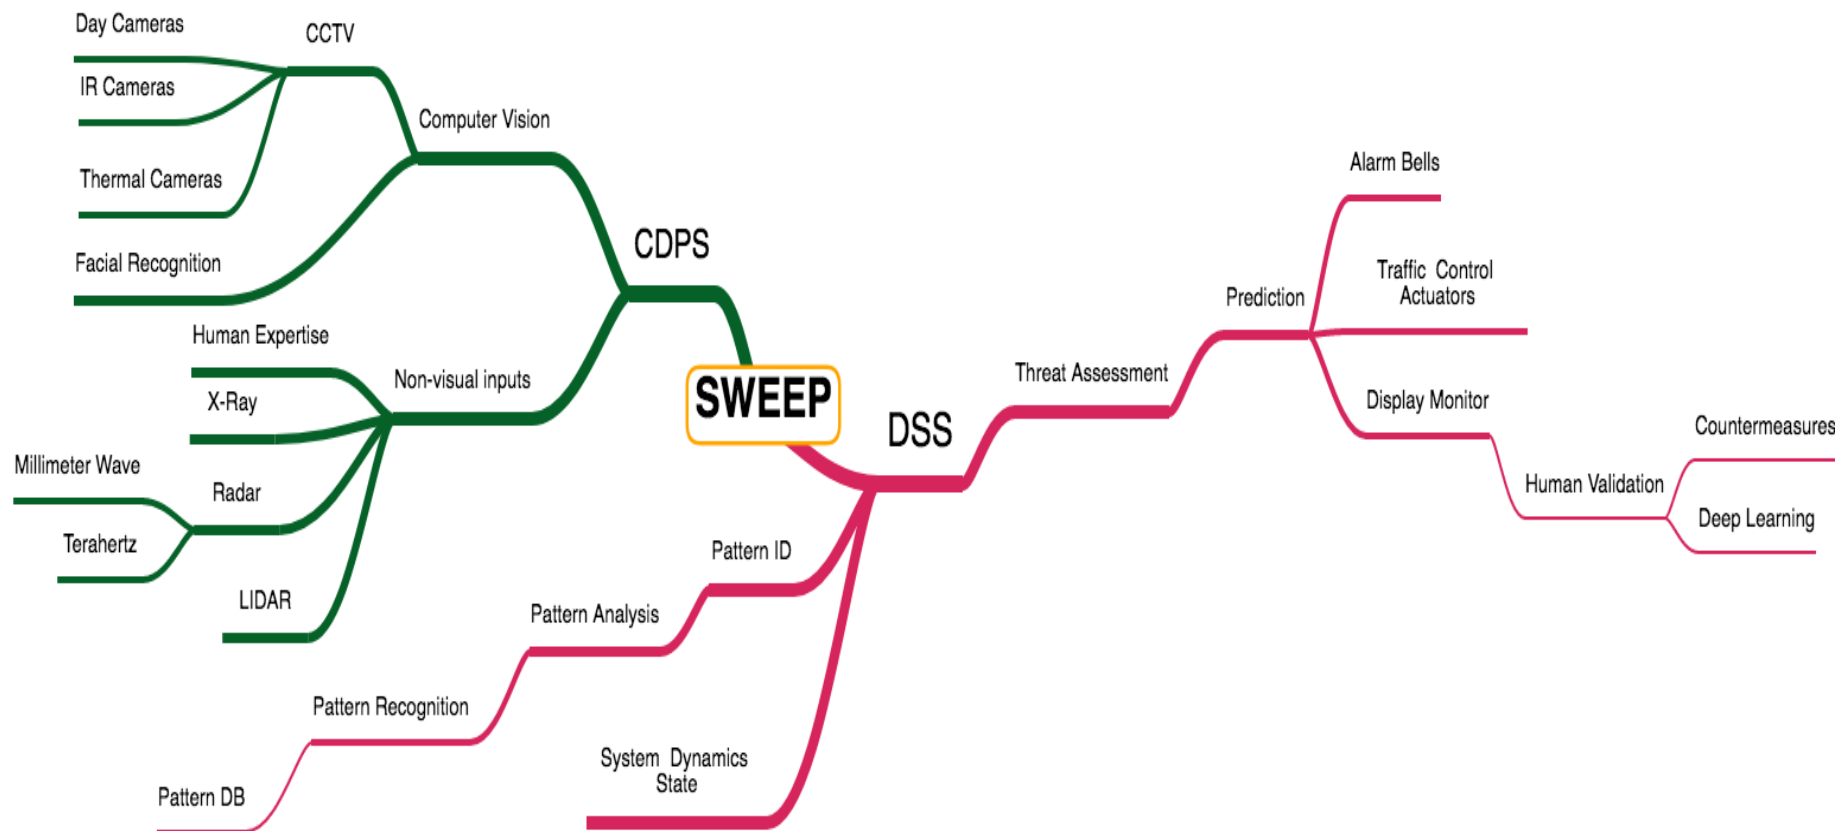 Day Cameras
CCTV
IR Cameras
Computer Vision
Thermal Cameras
Facial Recognition
CDPS
Human Expertise
Non-visual inputs
X-Ray
Millimeter Wave
Radar
Terahertz
LIDAR
SWEEP
DSS
Threat Assessment
Prediction
Alarm Bells
Traffic Control
Actuators
Display Monitor
Human Validation
Countermeasures
Deep Learning
Pattern ID
Pattern Analysis
Pattern Recognition
Pattern DB
System Dynamics
State